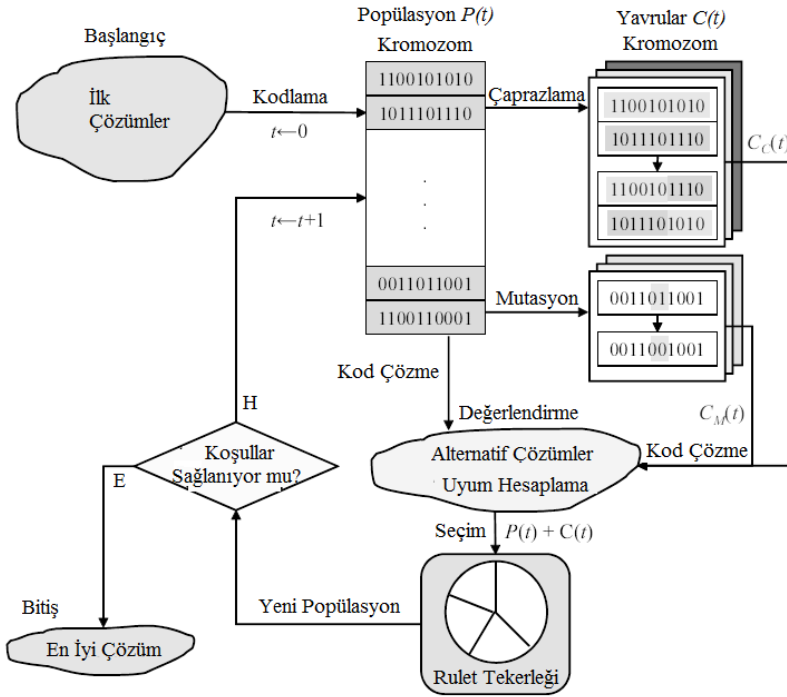 Başlangıç
İlk
Çözümler
Kodlama
t←0
Popülasyon P(t)
Kromozom
1100101010
1011101110
.
.
.
0011011001
1100110001
Çaprazlama
Yavrular C(t)
Kromozom
1100101010
1011101110
1100101110
1011101010
C_C(t)
t←t+1
Mutasyon
0011011001
0011001001
C_M(t)
Kod Çözme
Değerlendirme
Alternatif Çözümler
Uyum Hesaplama
Kod Çözme
H
Koşullar
Sağlanıyor mu?
E
Seçim
P(t) + C(t)
Yeni Popülasyon
Rulet Tekerleği
Bitiş
En İyi Çözüm